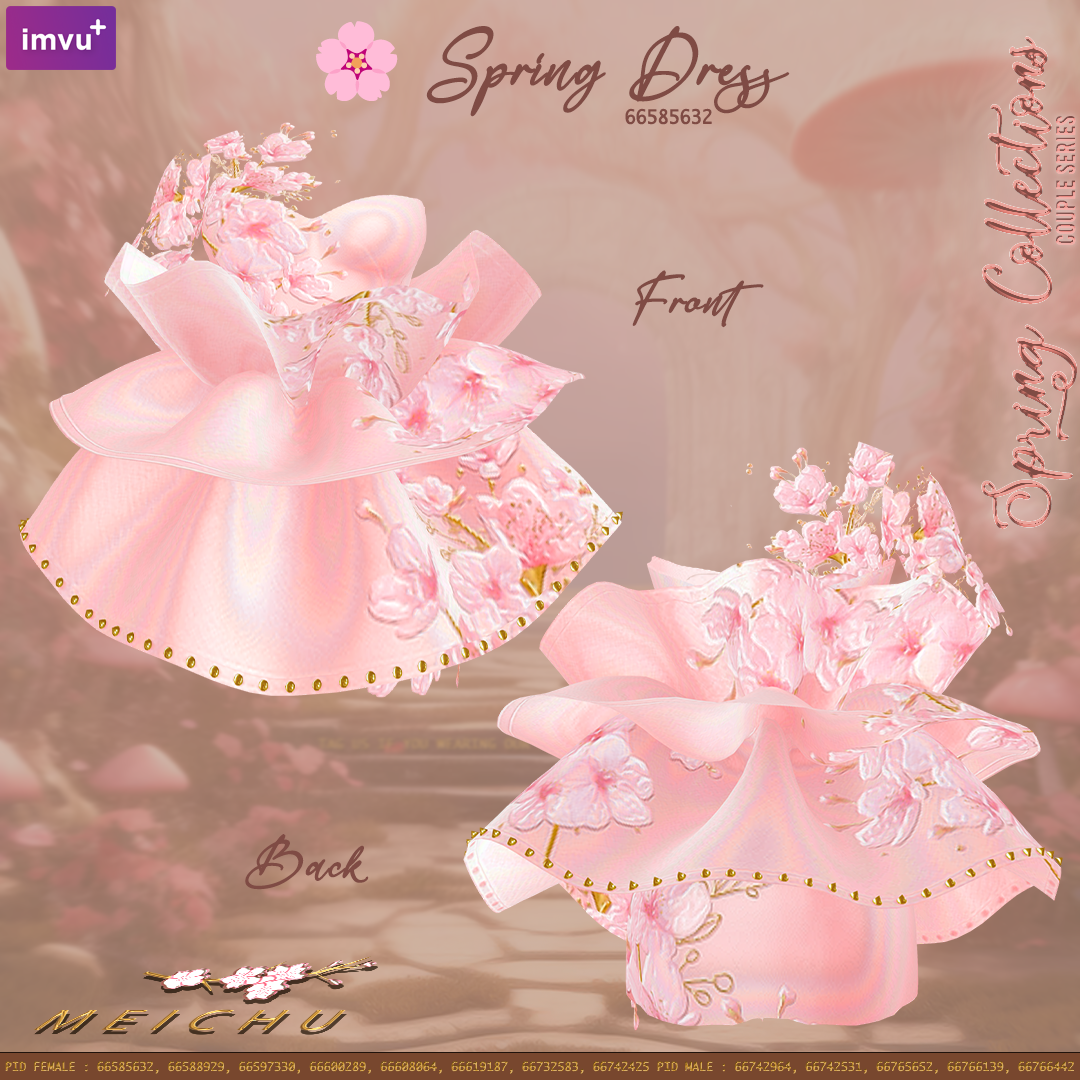 imvu+
Spring Dress
66585632
Spring Collections
COUPLE SERIES
Front
Back
MEICHU
PID FEMALE : 66585632, 66588929, 66597330, 66600289, 66608064, 66619187, 66732583, 66742425 PID MALE : 66742964, 66742531, 66765652, 66766139, 66766442